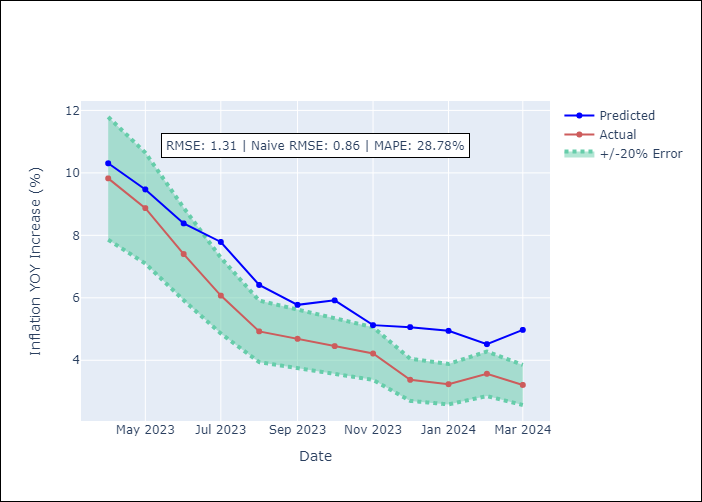 RMSE: 1.31 | Naive RMSE: 0.86 | MAPE: 28.78%
Predicted
Actual
+/-20% Error
Inflation YOY Increase (%)
12
10
8
6
4
May 2023
Jul 2023
Sep 2023
Nov 2023
Jan 2024
Mar 2024
Date